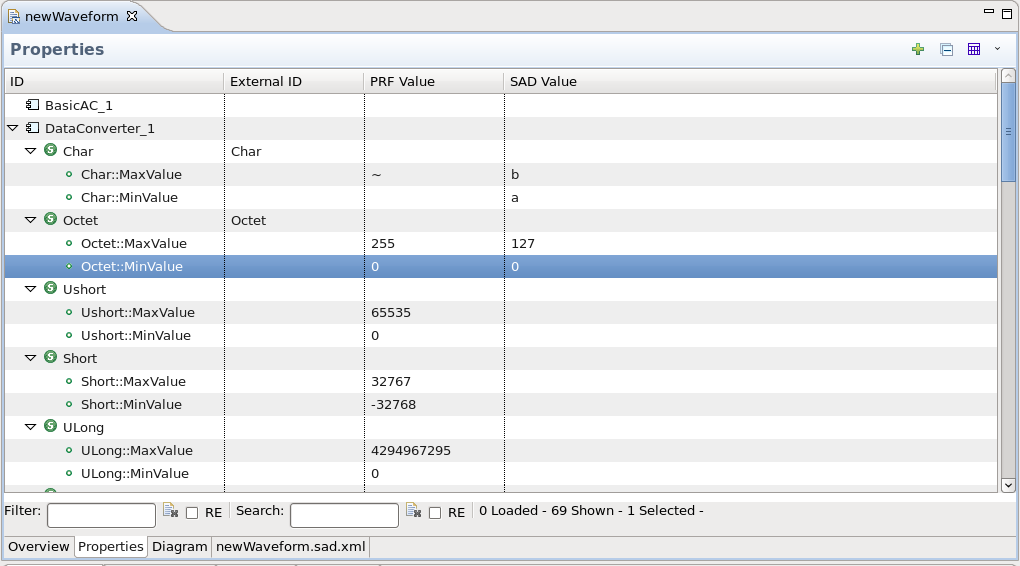 newWaveform
Properties
ID External ID PRF Value SAD Value
BasicAC_1
DataConverter_1
S Char Char
Char::MaxValue ~ b
Char::MinValue a
S Octet Octet
Octet::MaxValue 255 127
Octet::MinValue 0 0
S Ushort
Ushort::MaxValue 65535
Ushort::MinValue 0
S Short
Short::MaxValue 32767
Short::MinValue -32768
S ULong
ULong::MaxValue 4294967295
ULong::MinValue 0
Filter: RE Search: RE 0 Loaded - 69 Shown - 1 Selected -
Overview Properties Diagram newWaveform.sad.xml